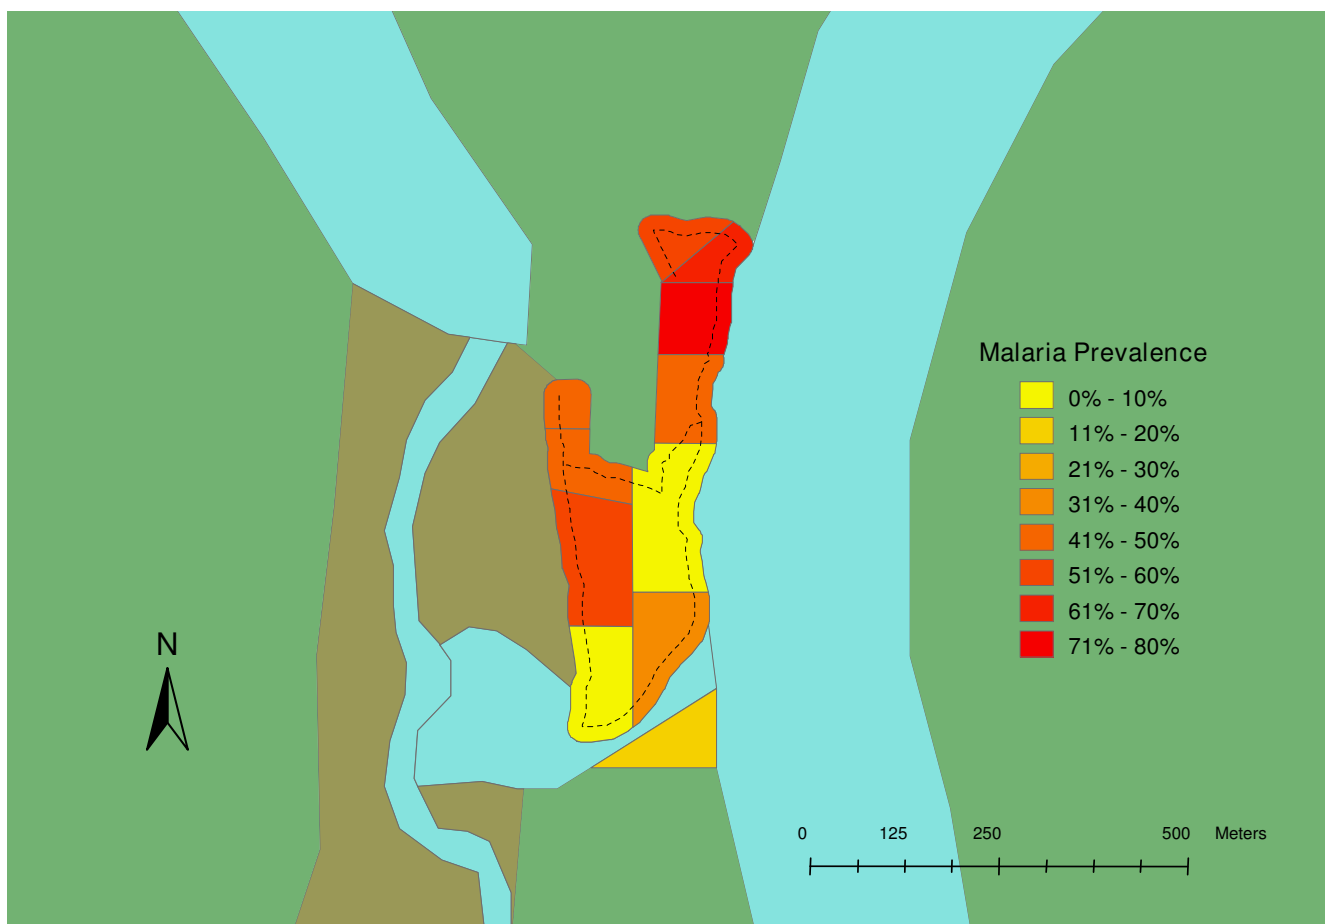 Malaria Prevalence
0% - 10%
11% - 20%
21% - 30%
31% - 40%
41% - 50%
51% - 60%
61% - 70%
71% - 80%
N
0 125 250 500 Meters